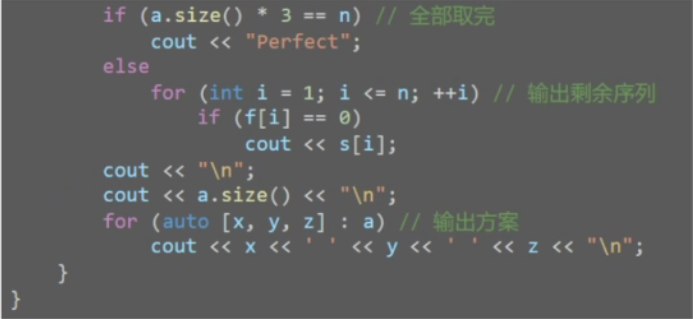 if (a.size() * 3 == n) // 全部取完
cout << "Perfect";
else
for (int i = 1; i <= n; ++i) // 输出剩余序列
if (f[i] == 0)
cout << s[i];
cout << "\n";
cout << a.size() << "\n";
for (auto [x, y, z] : a) // 输出方案
cout << x << ' ' << y << ' ' << z << "\n";
}
}